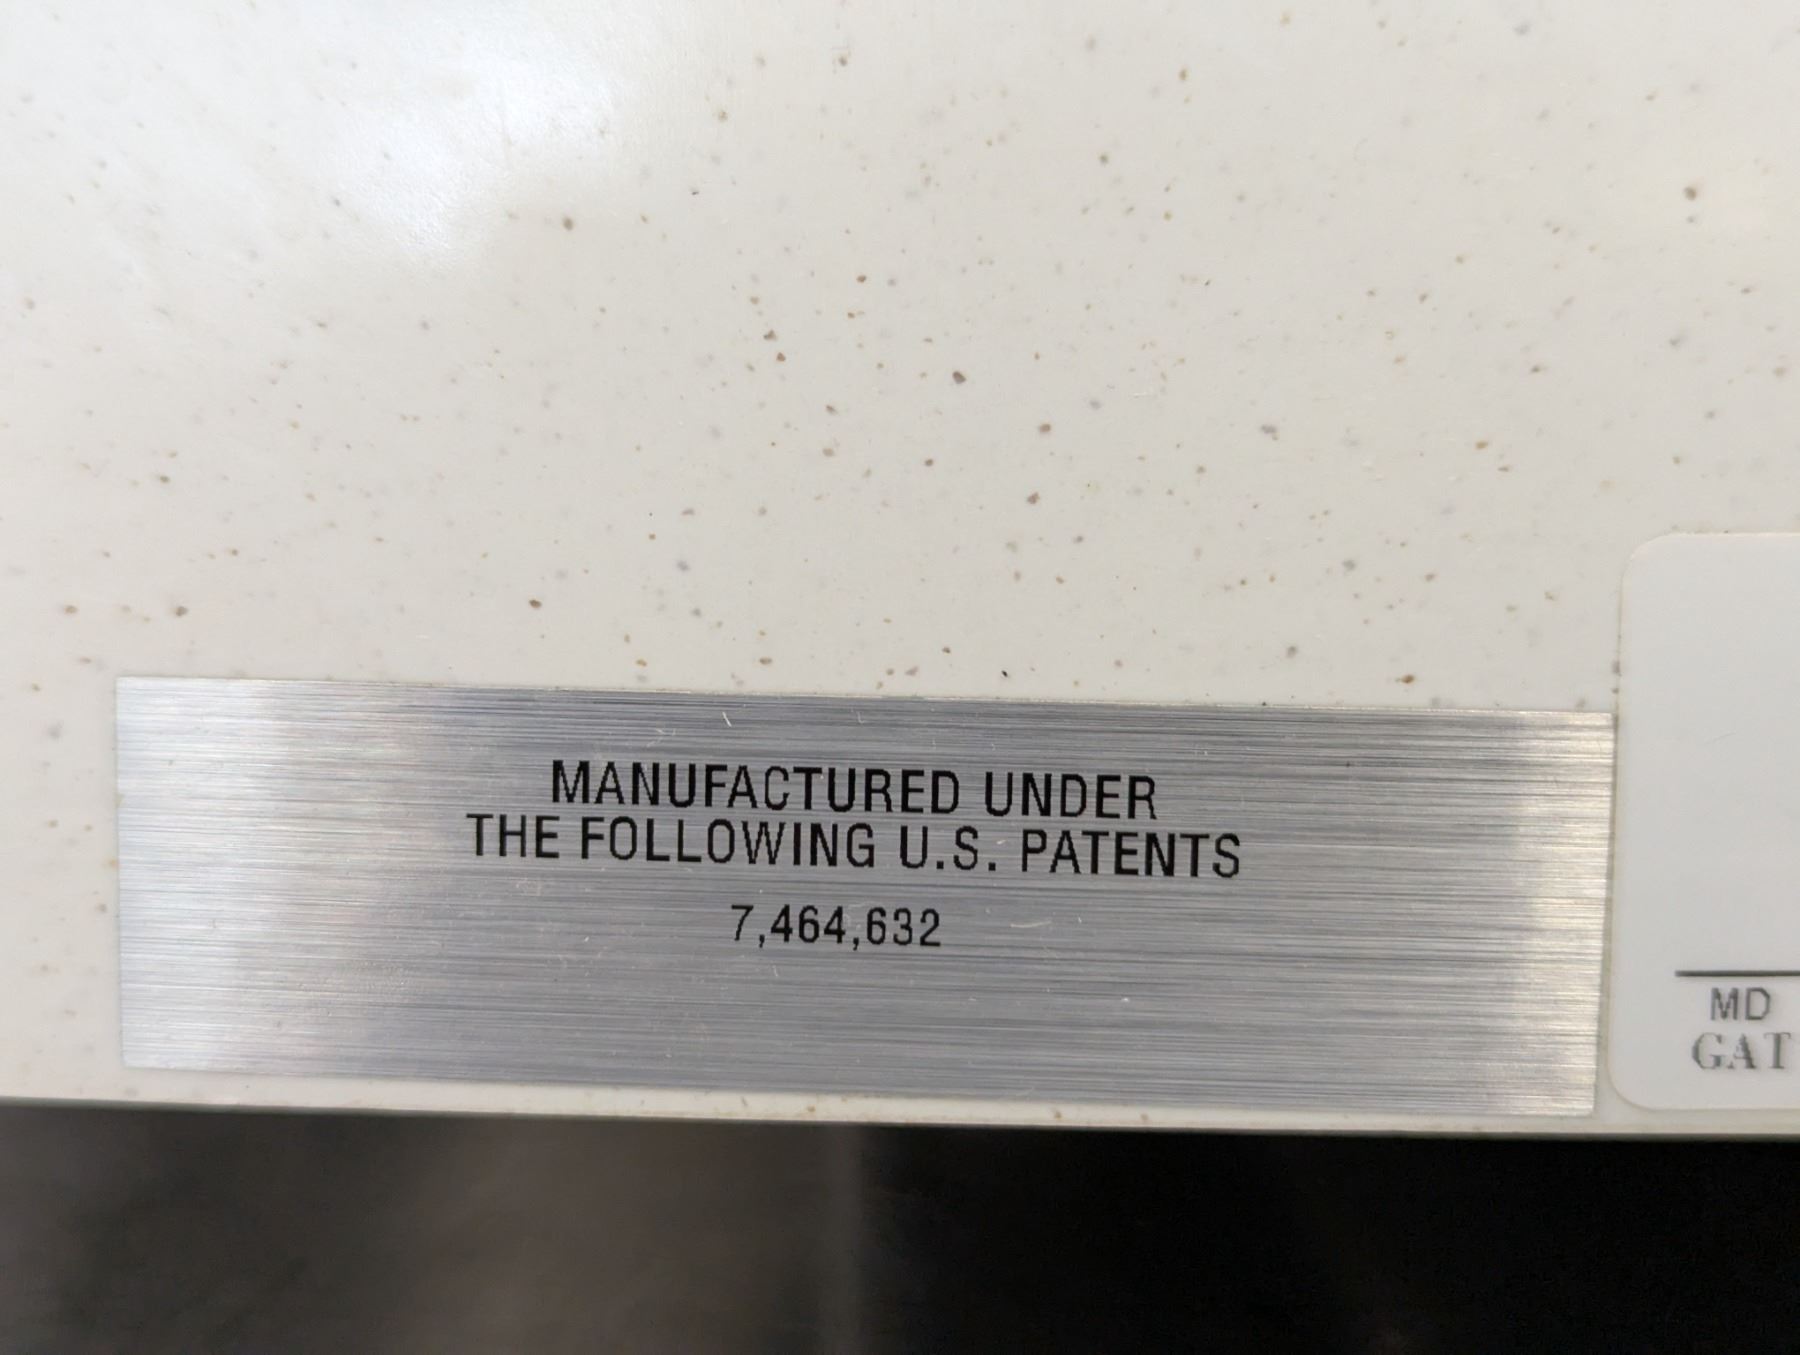 MANUFACTURED UNDER
THE FOLLOWING U.S. PATENTS
7,464,632
MD
GAT